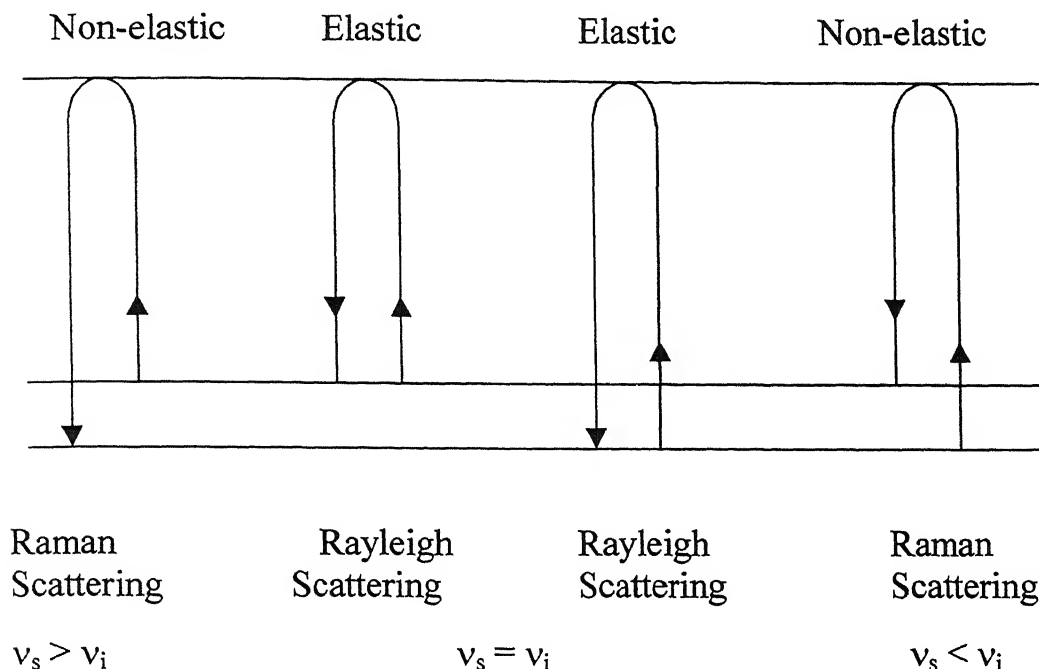 Non-elastic Elastic Elastic Non-elastic
Raman Rayleigh Rayleigh Raman
Scattering Scattering Scattering Scattering
νs > νi νs = νi νs < νi